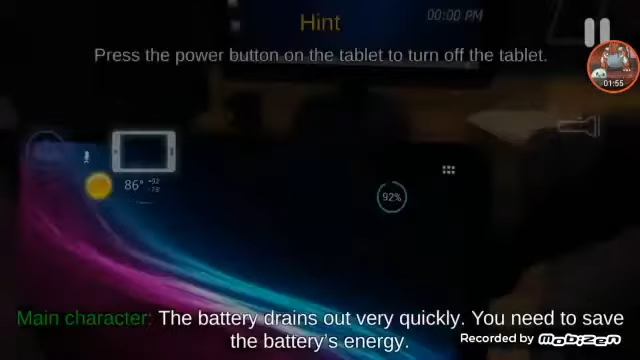 Hint
00:00 PM
Press the power button on the tablet to turn off the tablet.
01:55
86°
92%
Main character: The battery drains out very quickly. You need to save
the battery's energy.
Recorded by MOBIZEN